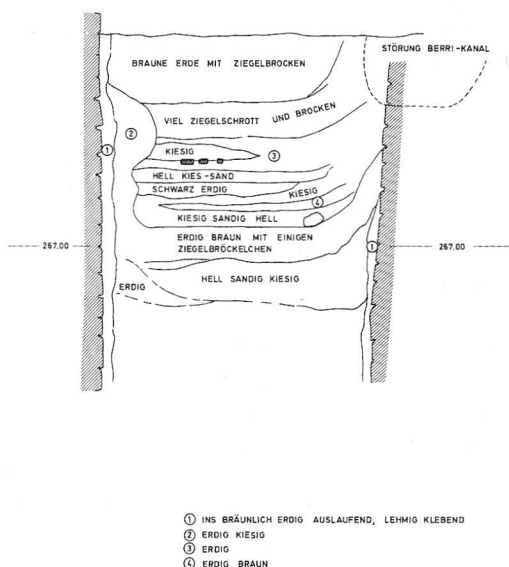 STÖRUNG BERRI-KANAL
BRAUNE ERDE MIT ZIEGELBROCKEN
VIEL ZIEGELSCHROTT UND BROCKEN
②
①
KIESIG
③
HELL KIES-SAND
SCHWARZ ERDIG
KIESIG
④
KIESIG SANDIG HELL
ERDIG BRAUN MIT EINIGEN
ZIEGELBRÖCKELCHEN
267,00
①
267,00
HELL SANDIG KIESIG
ERDIG
① INS BRÄUNLICH ERDIG AUSLAUFEND, LEHMIG KLEBEND
② ERDIG KIESIG
③ ERDIG
④ ERDIG BRAUN